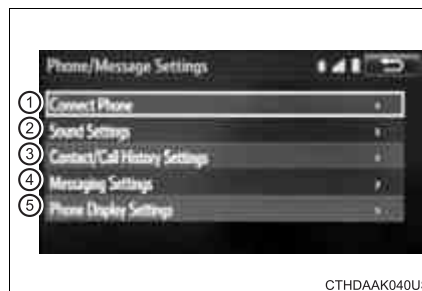 Phone/Message Settings
① Connect Phone
② Sound Settings
③ Contact/Call History Settings
④ Messaging Settings
⑤ Phone Display Settings
CTHDAAK040US